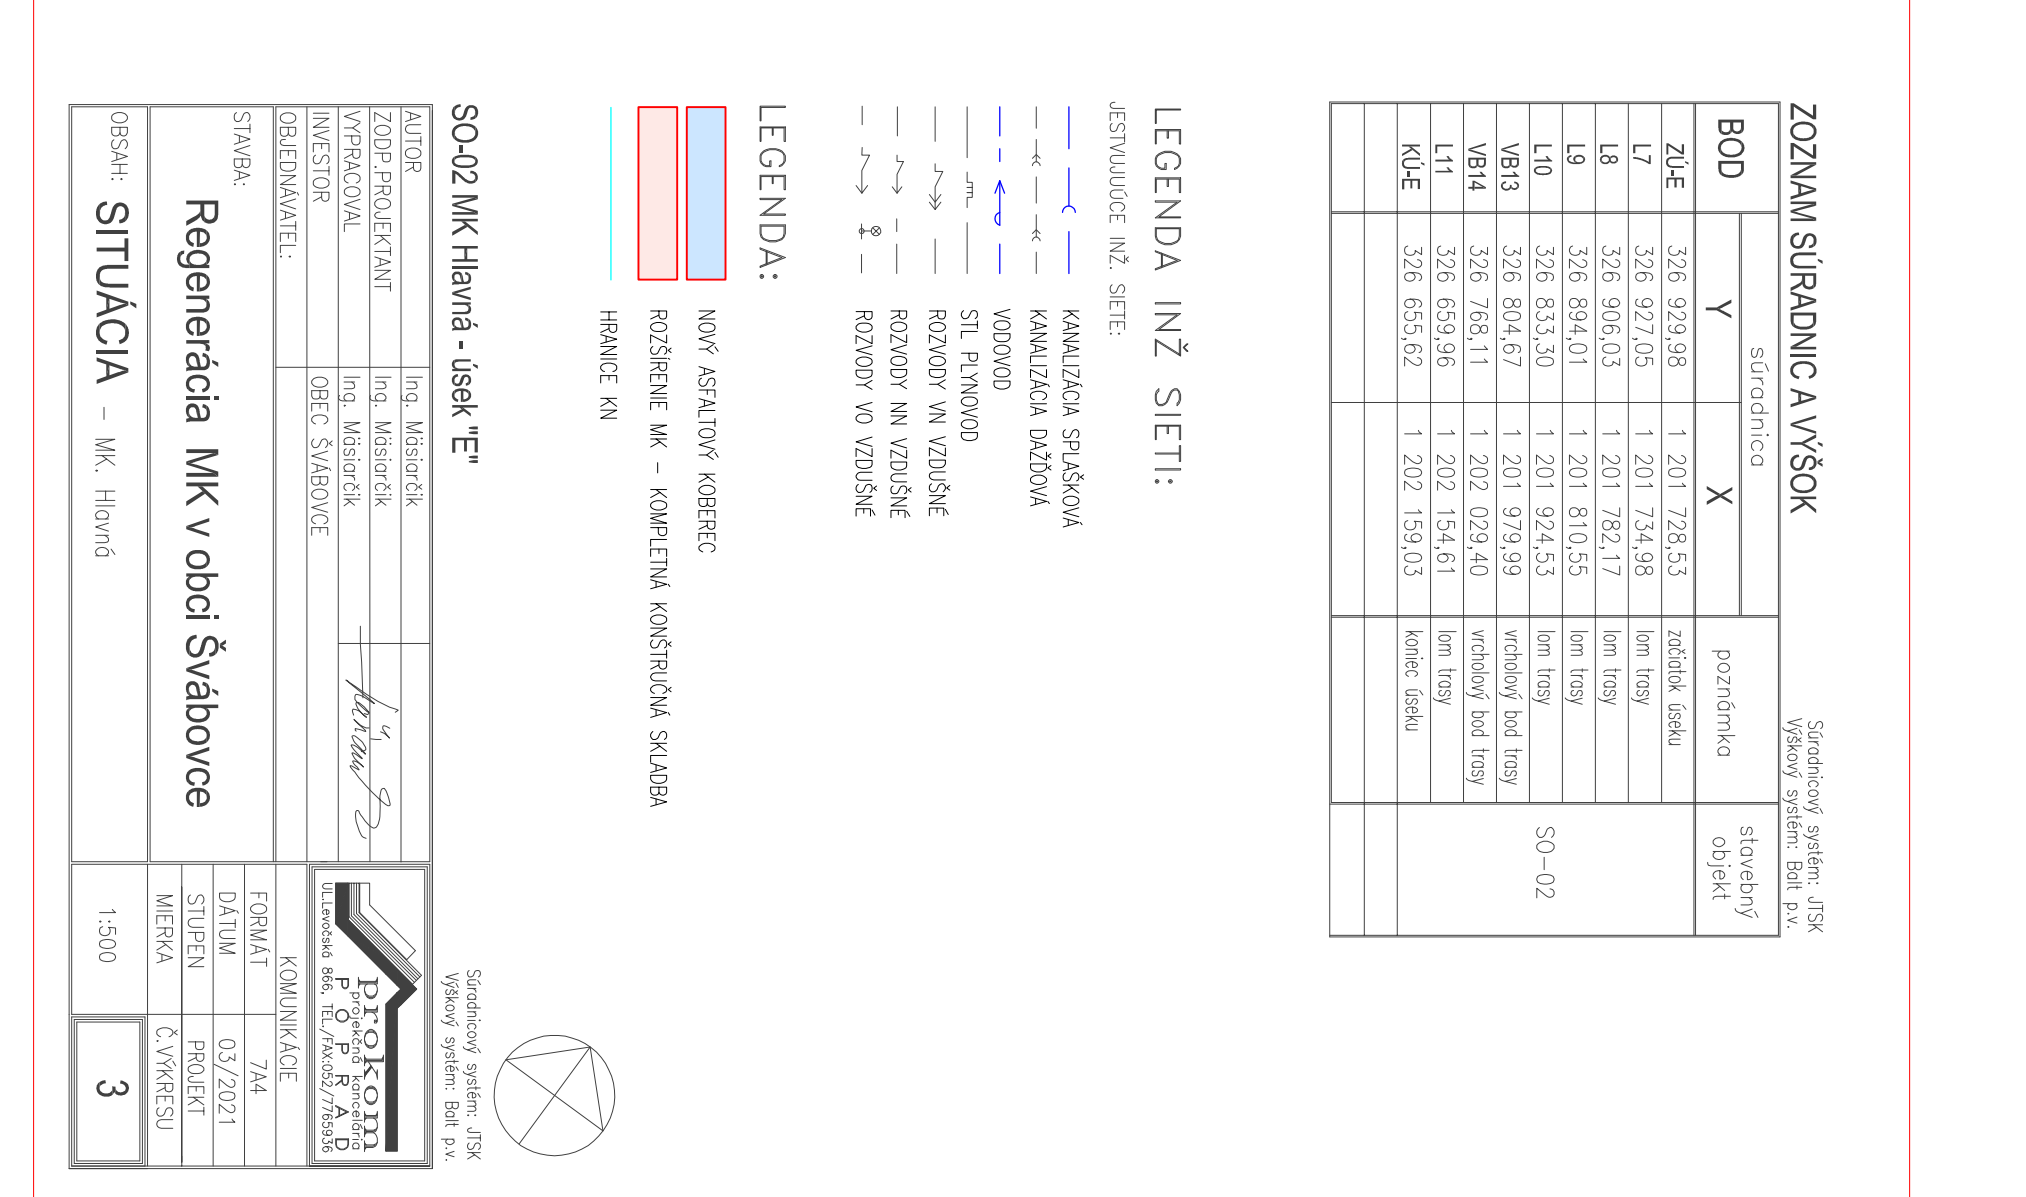 ZOZNAM SÚRADNIC A VÝŠOK
Súradnicový systém: JTSK
Výškový systém: Balt p.v.
BOD
súradnica
Y
X
poznámka
stavebný
objekt
ZÚ-E 326 929,98 1 201 728,53 začiatok úseku
L7 326 927,05 1 201 734,98 lom trasy
L8 326 906,03 1 201 782,17 lom trasy
L9 326 894,01 1 201 810,55 lom trasy
L10 326 833,30 1 201 924,53 lom trasy
SO-02
VB13 326 804,67 1 201 979,99 vrcholový bod trasy
VB14 326 768,11 1 202 029,40 vrcholový bod trasy
L11 326 659,96 1 202 154,61 lom trasy
KÚ-E 326 655,62 1 202 159,03 koniec úseku
LEGENDA INŽ SIETI:
JESTVUJUÚCE INŽ. SIETE:
KANALIZÁCIA SPLAŠKOVÁ
KANALIZÁCIA DAŽĎOVÁ
VODOVOD
STL PLYNOVOD
ROZVODY VN VZDUŠNÉ
ROZVODY NN VZDUŠNÉ
ROZVODY VO VZDUŠNÉ
LEGENDA:
NOVÝ ASFALTOVÝ KOBEREC
ROZŠÍRENIE MK - KOMPLETNÁ KONŠTRUČNÁ SKLADBA
HRANICE KN
SO-02 MK Hlavná - úsek "E"
Súradnicový systém: JTSK
Výškový systém: Balt p.v.
AUTOR Ing. Mäsiarčik
ZODP.PROJEKTANT Ing. Mäsiarčik
VYPRACOVAL Ing. Mäsiarčik
INVESTOR OBEC ŠVÁBOVCE
OBJEDNÁVATEL:
prokom
projekčná kancelária
POPRAD
UL.Levočská 866, TEL./FAX:052/7765936
KOMUNIKÁCIE
STAVBA:
Regenerácia MK v obci Švábovce
FORMÁT 7A4
DÁTUM 03/2021
STUPEN PROJEKT
MIERKA Č.VÝKRESU
OBSAH: SITUÁCIA - MK. Hlavná
1:500
3